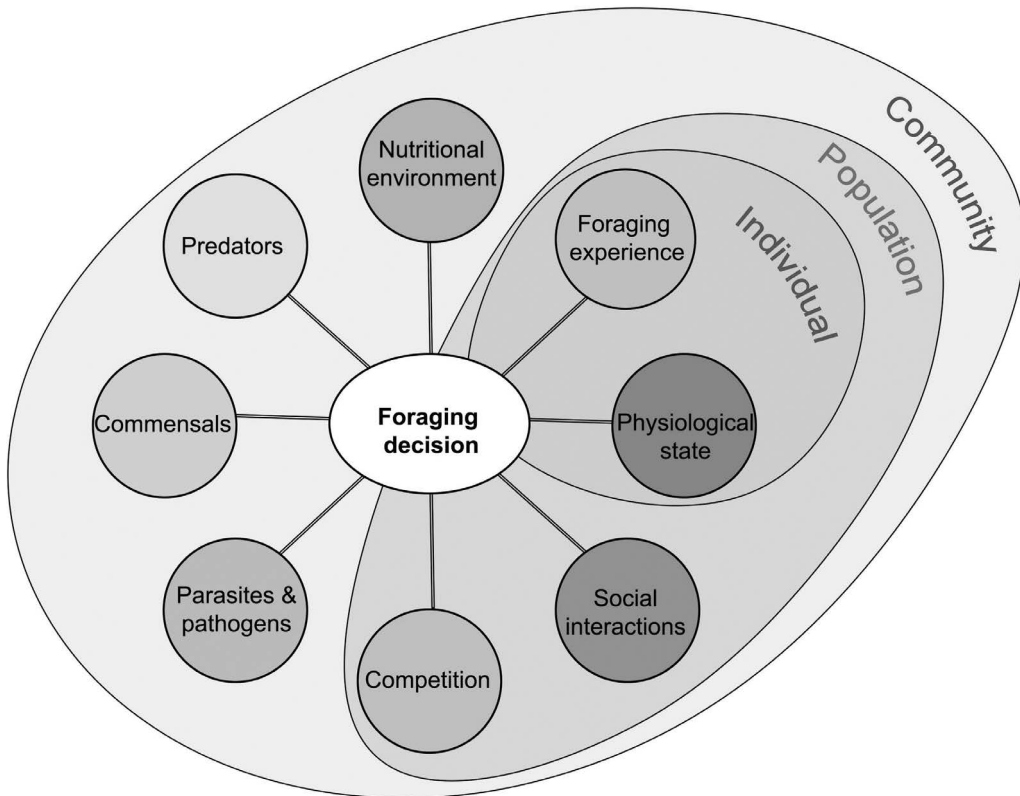 Community
Population
Individual
Nutritional
environment
Foraging
experience
Predators
Commensals
Foraging
decision
Physiological
state
Parasites &
pathogens
Social
interactions
Competition